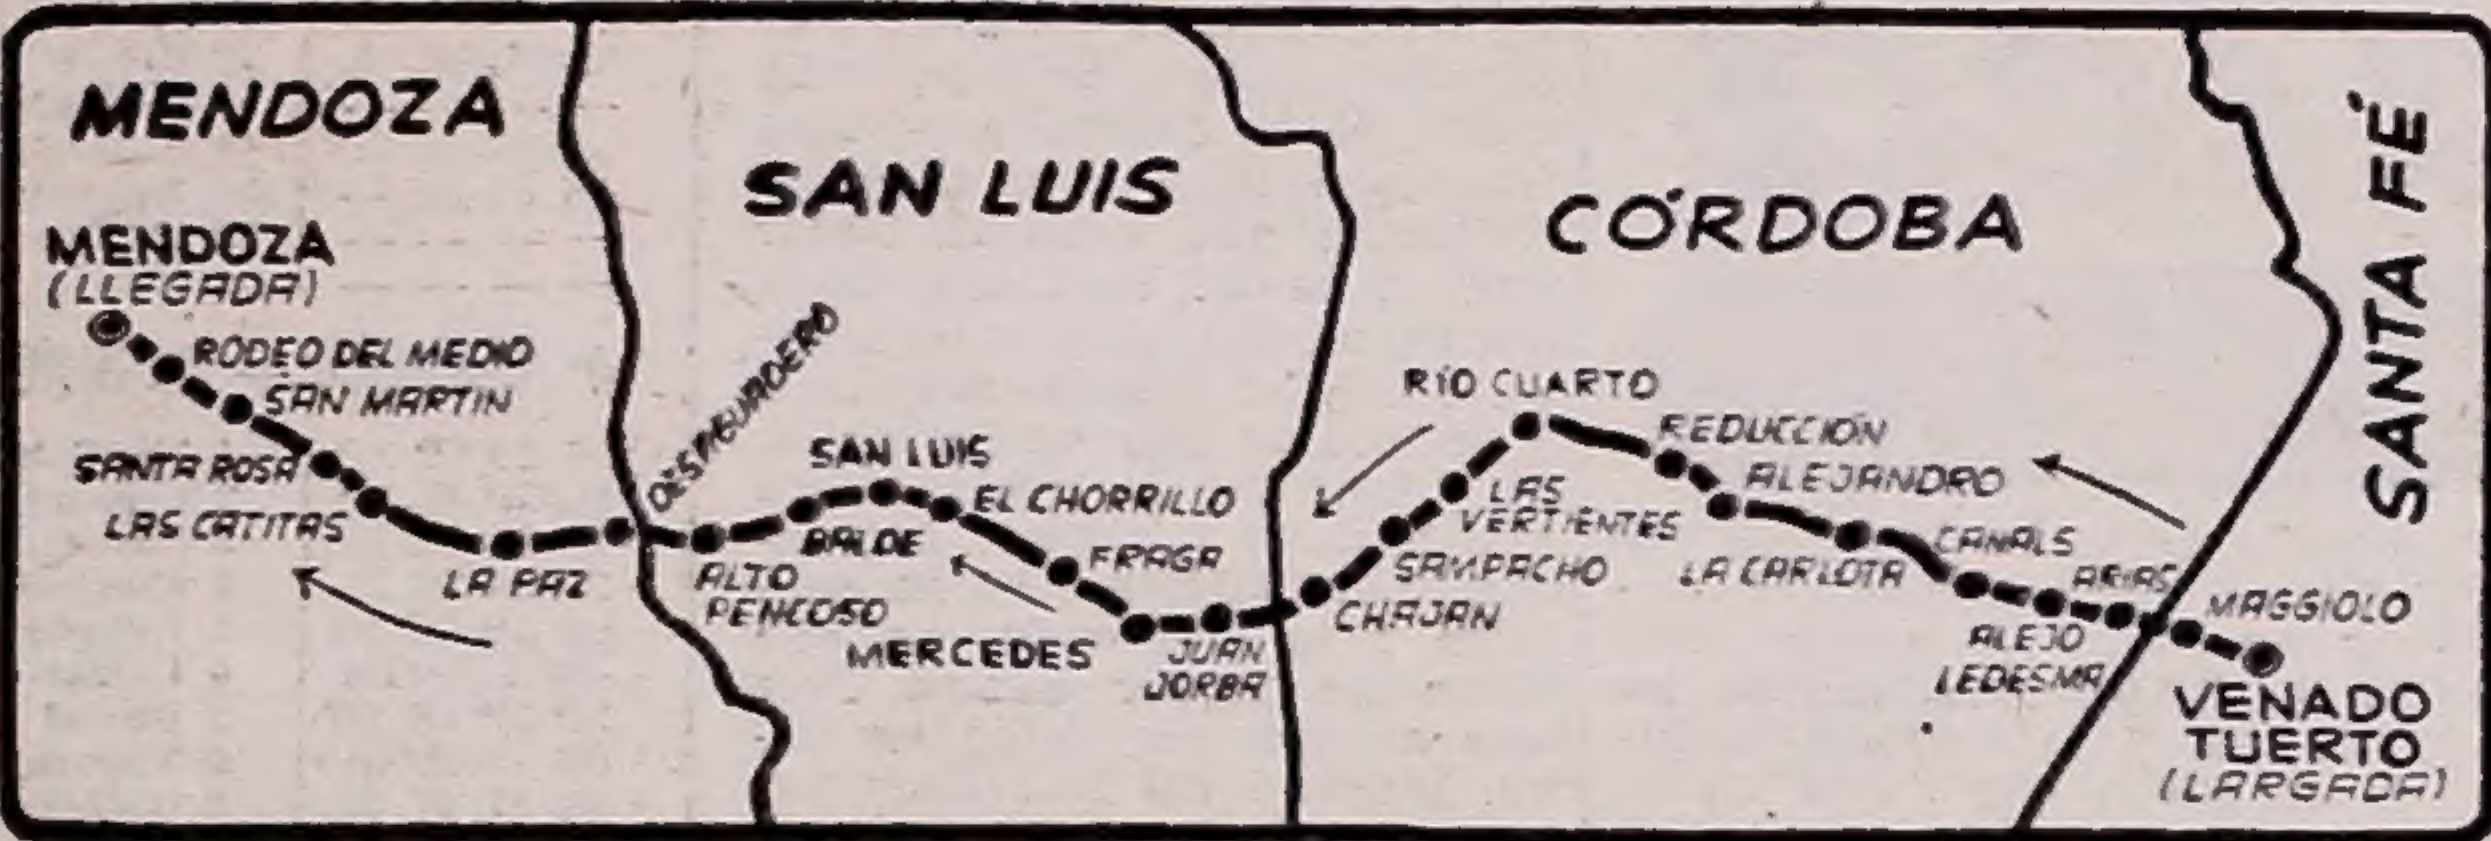 MENDOZA
SAN LUIS
CÓRDOBA
SANTA FÉ
MENDOZA
(LLEGADA)
RODEO DEL MEDIO
SAN MARTIN
SANTA ROSA
LAS CATITAS
LA PAZ
DESAGUADERO
ALTO
PENCOSO
BALDE
SAN LUIS
EL CHORRILLO
FRAGA
MERCEDES
JUAN
JORBA
CHAJAN
SAMPACHO
LAS
VERTIENTES
RÍO CUARTO
REDUCCIÓN
ALEJANDRO
LA CARLOTA
CANALS
ALEJO
LEDESMA
ARIAS
MAGGIOLO
VENADO
TUERTO
(LARGADA)